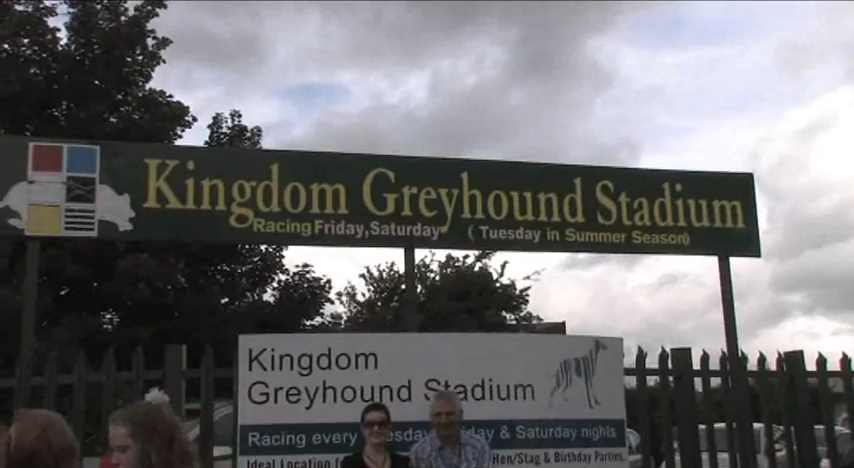 Kingdom Greyhound Stadium
Racing Friday, Saturday (Tuesday in Summer Season)
Kingdom
Greyhound Stadium
Racing every & Saturday nights
Ideal Location Hen/Stag & Birthday Parties